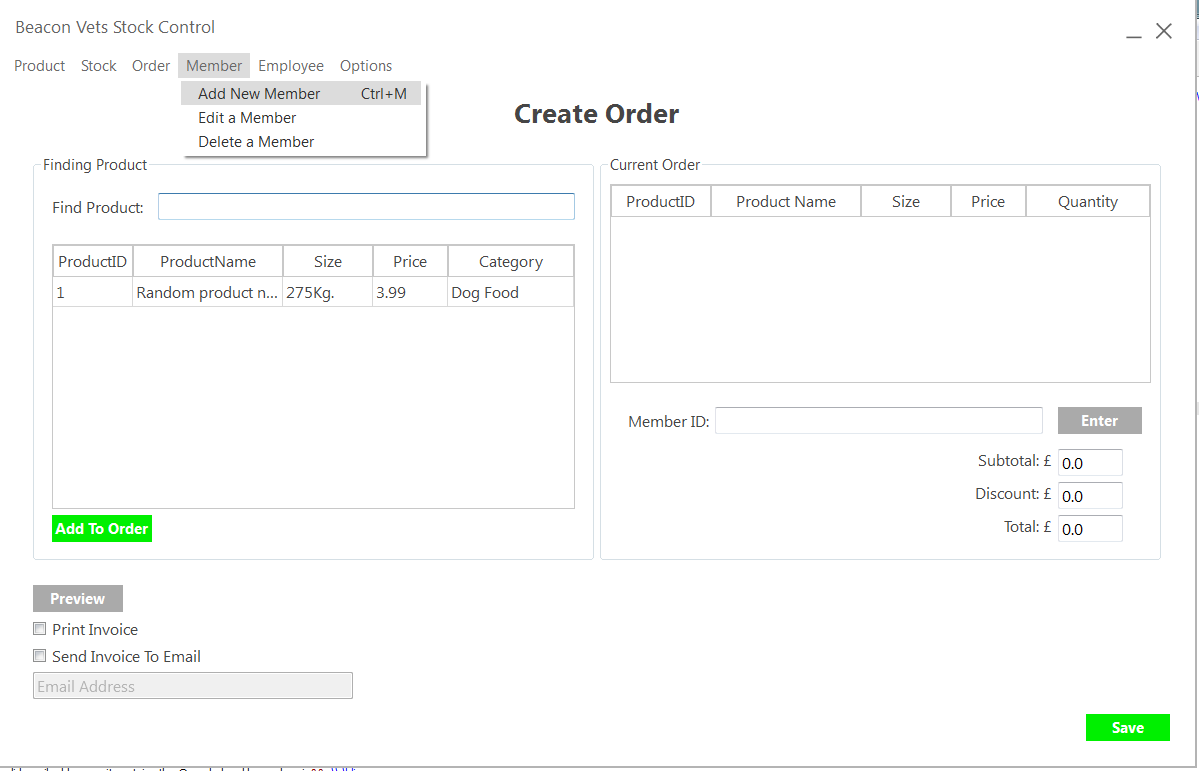 Beacon Vets Stock Control
Product Stock Order Member Employee Options
Add New Member Ctrl+M
Edit a Member
Delete a Member
Create Order
Finding Product
Find Product:
ProductID ProductName Size Price Category
1 Random product n... 275Kg. 3.99 Dog Food
Add To Order
Current Order
ProductID Product Name Size Price Quantity
Member ID: Enter
Subtotal: £ 0.0
Discount: £ 0.0
Total: £ 0.0
Preview
Print Invoice
Send Invoice To Email
Email Address
Save